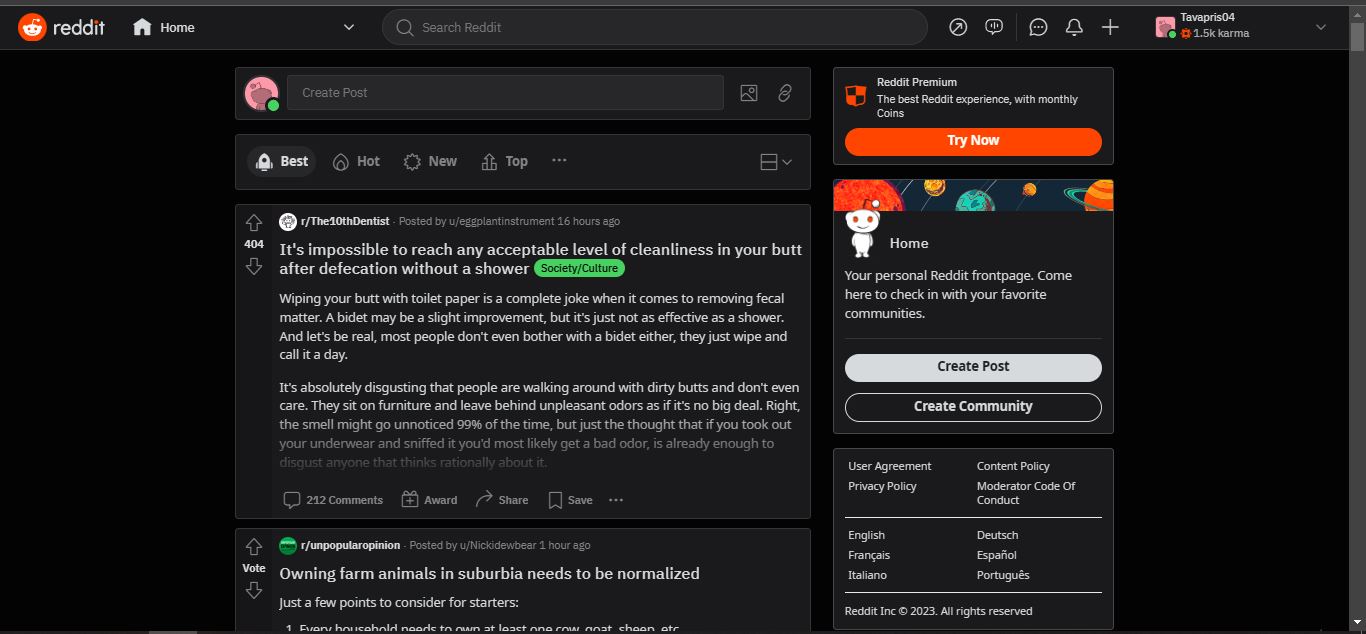 reddit
Home
Search Reddit
Tavapris04
1.5k karma
Create Post
Best
Hot
New
Top
404
r/The10thDentist · Posted by u/eggplantinstrument 16 hours ago
It's impossible to reach any acceptable level of cleanliness in your butt
after defecation without a shower Society/Culture
Wiping your butt with toilet paper is a complete joke when it comes to removing fecal
matter. A bidet may be a slight improvement, but it's just not as effective as a shower.
And let's be real, most people don't even bother with a bidet either, they just wipe and
call it a day.
It's absolutely disgusting that people are walking around with dirty butts and don't even
care. They sit on furniture and leave behind unpleasant odors as if it's no big deal. Right,
the smell might go unnoticed 99% of the time, but just the thought that if you took out
your underwear and sniffed it you'd most likely get a bad odor, is already enough to
disgust anyone that thinks rationally about it.
212 Comments
Award
Share
Save
Vote
r/unpopularopinion · Posted by u/Nickidewbear 1 hour ago
Owning farm animals in suburbia needs to be normalized
Just a few points to consider for starters:
1. Every household needs to own at least one cow, goat, sheep, etc.
Reddit Premium
The best Reddit experience, with monthly
Coins
Try Now
Home
Your personal Reddit frontpage. Come
here to check in with your favorite
communities.
Create Post
Create Community
User Agreement
Content Policy
Privacy Policy
Moderator Code Of
Conduct
English
Deutsch
Français
Español
Italiano
Português
Reddit Inc © 2023. All rights reserved